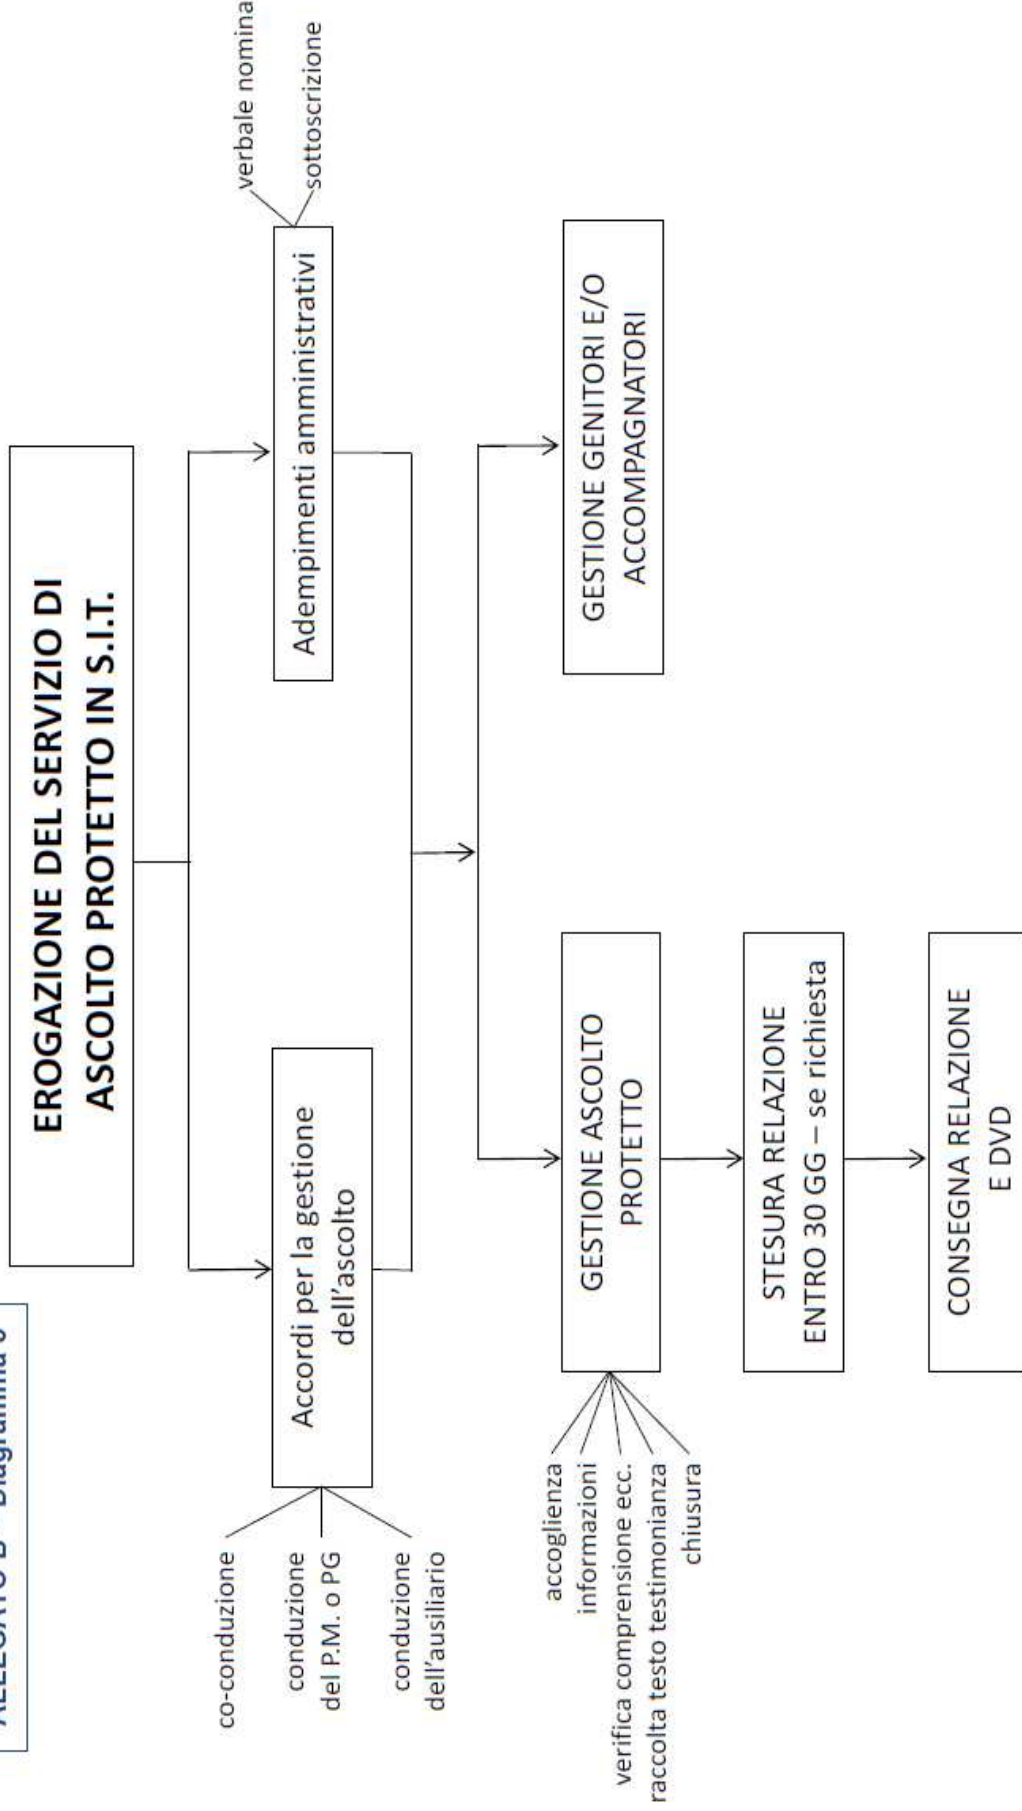 EROGAZIONE DEL SERVIZIO DI
ASCOLTO PROTETTO IN S.I.T.
co-conduzione
conduzione
del P.M. o PG
conduzione
dell'ausiliario
Accordi per la gestione
dell'ascolto
Adempimenti amministrativi
verbale nomina
sottoscrizione
accoglienza
informazioni
verifica comprensione ecc.
raccolta testo testimonianza
chiusura
GESTIONE ASCOLTO
PROTETTO
GESTIONE GENITORI E/O
ACCOMPAGNATORI
STESURA RELAZIONE
ENTRO 30 GG – se richiesta
CONSEGNA RELAZIONE
E DVD